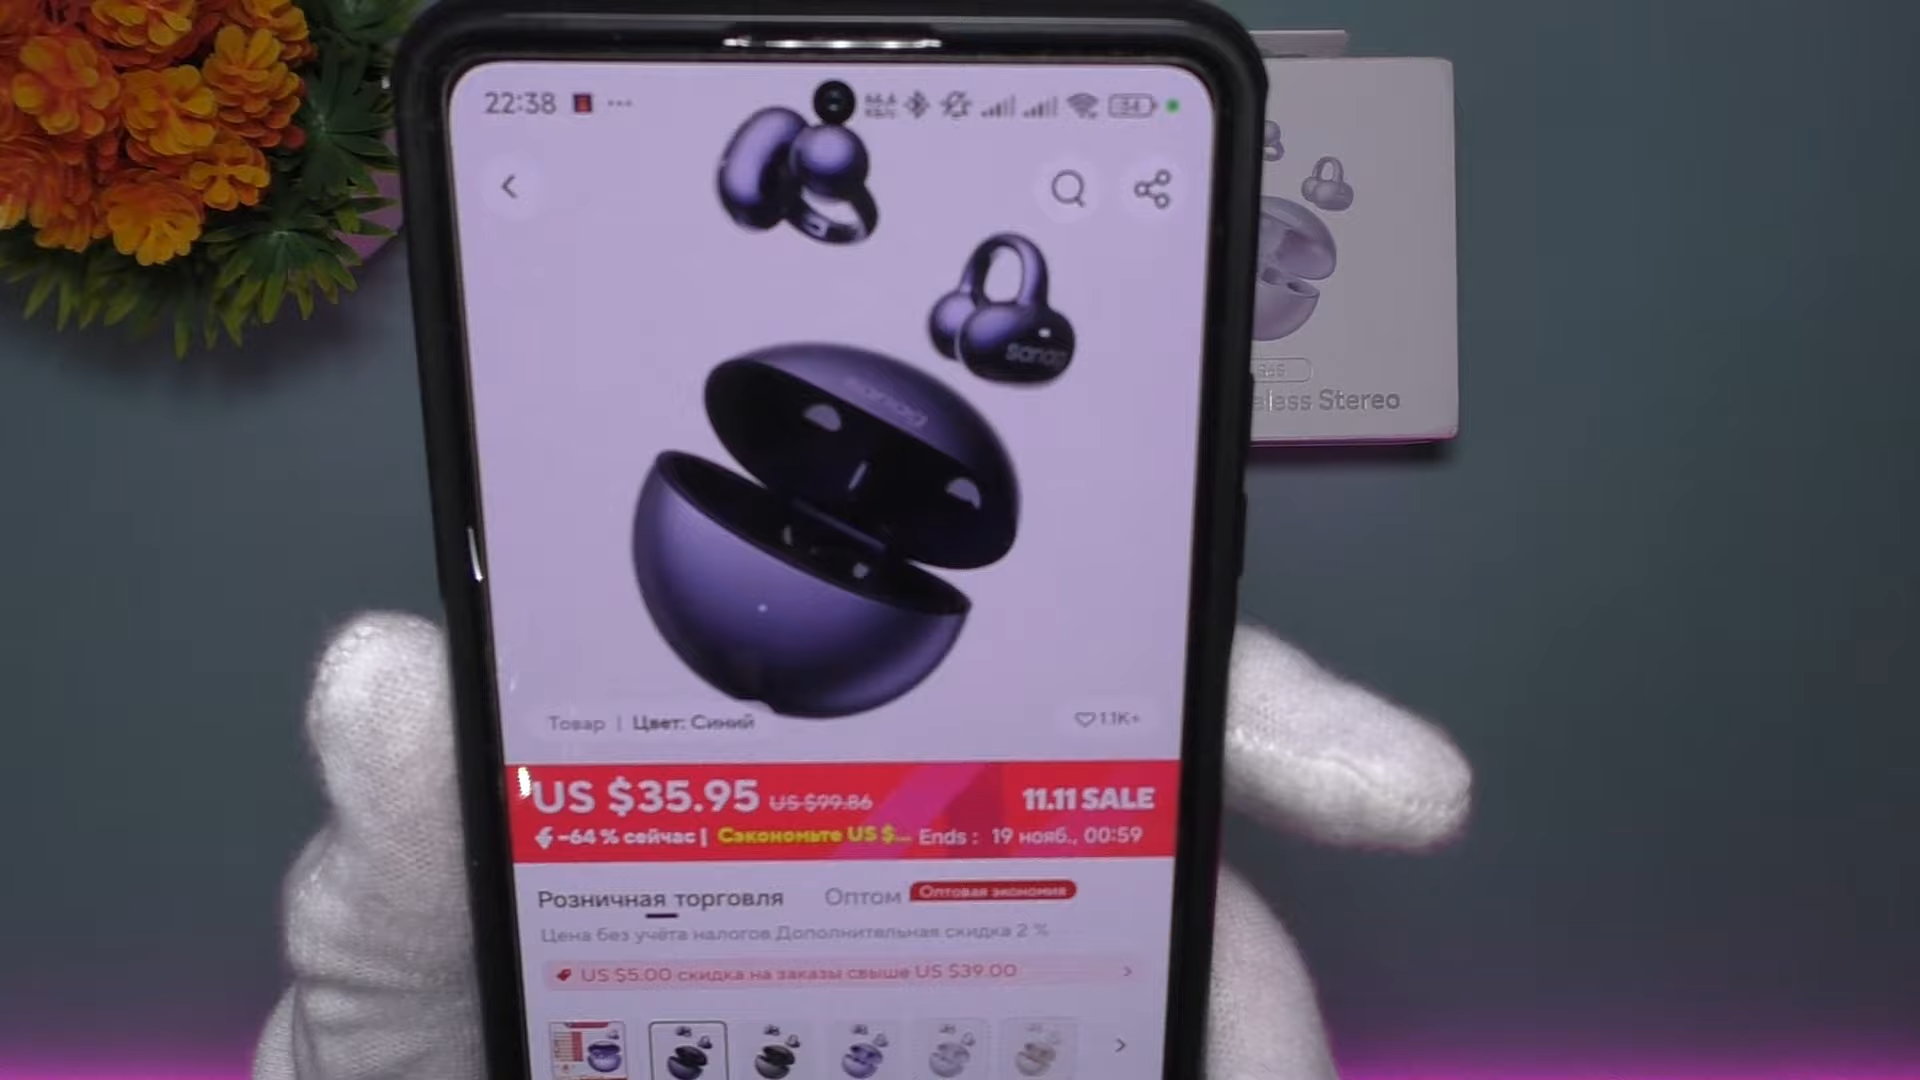 22:38
54
Товар | Цвет: Синий
1.1K+
US $35.95 US $99.86 11.11 SALE
-64 % сейчас | Сэкономьте US $... Ends : 19 нояб., 00:59
Розничная торговля Оптом Оптовая экономия
Цена без учёта налогов Дополнительная скидка 2 %
US $5.00 скидка на заказы свыше US $39.00
Stereo